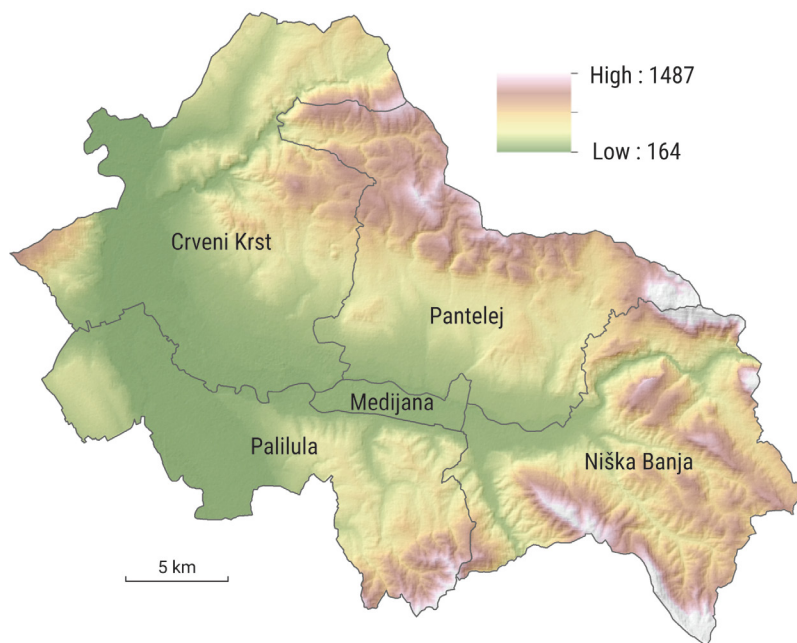 High : 1487
Low : 164
Crveni Krst
Pantelej
Medijana
Palilula
Niška Banja
5 km